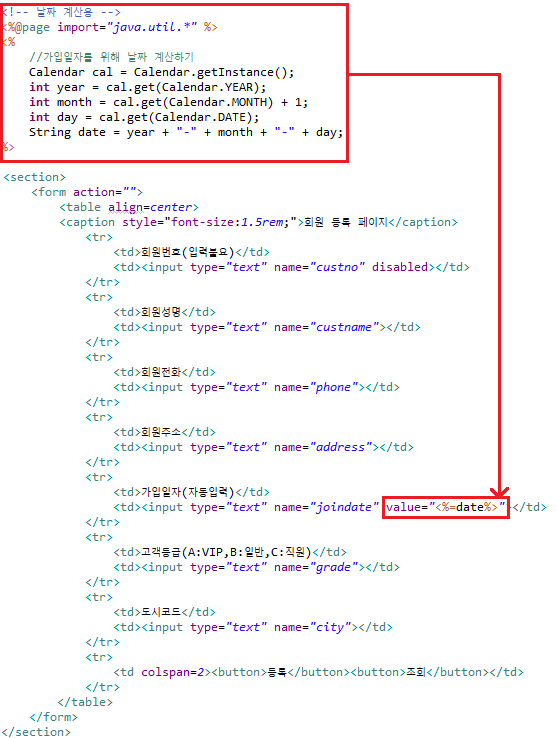 <!-- 날짜 계산용 -->
<%@page import="java.util.*" %>
<%
//가입일자를 위해 날짜 계산하기
Calendar cal = Calendar.getInstance();
int year = cal.get(Calendar.YEAR);
int month = cal.get(Calendar.MONTH) + 1;
int day = cal.get(Calendar.DATE);
String date = year + "-" + month + "-" + day;
%>
<section>
<form action="">
<table align=center>
<caption style="font-size:1.5rem;">회원 등록 페이지</caption>
<tr>
<td>회원번호(입력불요)</td>
<td><input type="text" name="custno" disabled></td>
</tr>
<tr>
<td>회원성명</td>
<td><input type="text" name="custname"></td>
</tr>
<tr>
<td>회원전화</td>
<td><input type="text" name="phone"></td>
</tr>
<tr>
<td>회원주소</td>
<td><input type="text" name="address"></td>
</tr>
<tr>
<td>가입일자(자동입력)</td>
<td><input type="text" name="joindate" value="<%=date%>"></td>
</tr>
<tr>
<td>고객등급(A:VIP,B:일반,C:직원)</td>
<td><input type="text" name="grade"></td>
</tr>
<tr>
<td>도시코드</td>
<td><input type="text" name="city"></td>
</tr>
<tr>
<td colspan=2><button>등록</button><button>조회</button></td>
</tr>
</table>
</form>
</section>